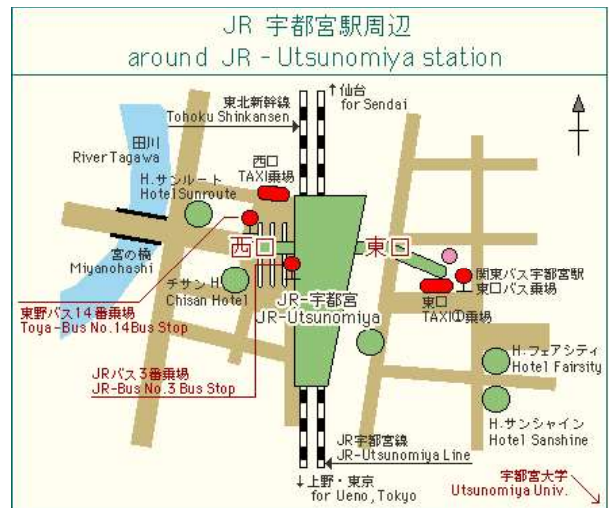 JR 宇都宮駅周辺
around JR - Utsunomiya station
東北新幹線
Tohoku Shinkansen
↑仙台
for Sendai
田川
River Tagawa
西口
TAXI乗場
H.サンルート
Hotel Sunroute
西口
東口
宮の橋
Miyanohashi
チサン H
Chisan Hotel
関東バス宇都宮駅
東口バス乗場
東口
TAXI①乗場
JR-宇都宮
JR-Utsunomiya
東野バス14番乗場
Toya-Bus No.14 Bus Stop
JRバス3番乗場
JR-Bus No.3 Bus Stop
H.フェアシティ
Hotel Fairsity
H.サンシャイン
Hotel Sanshine
JR宇都宮線
JR-Utsunomiya Line
↓上野・東京
for Ueno, Tokyo
宇都宮大学
Utsunomiya Univ.